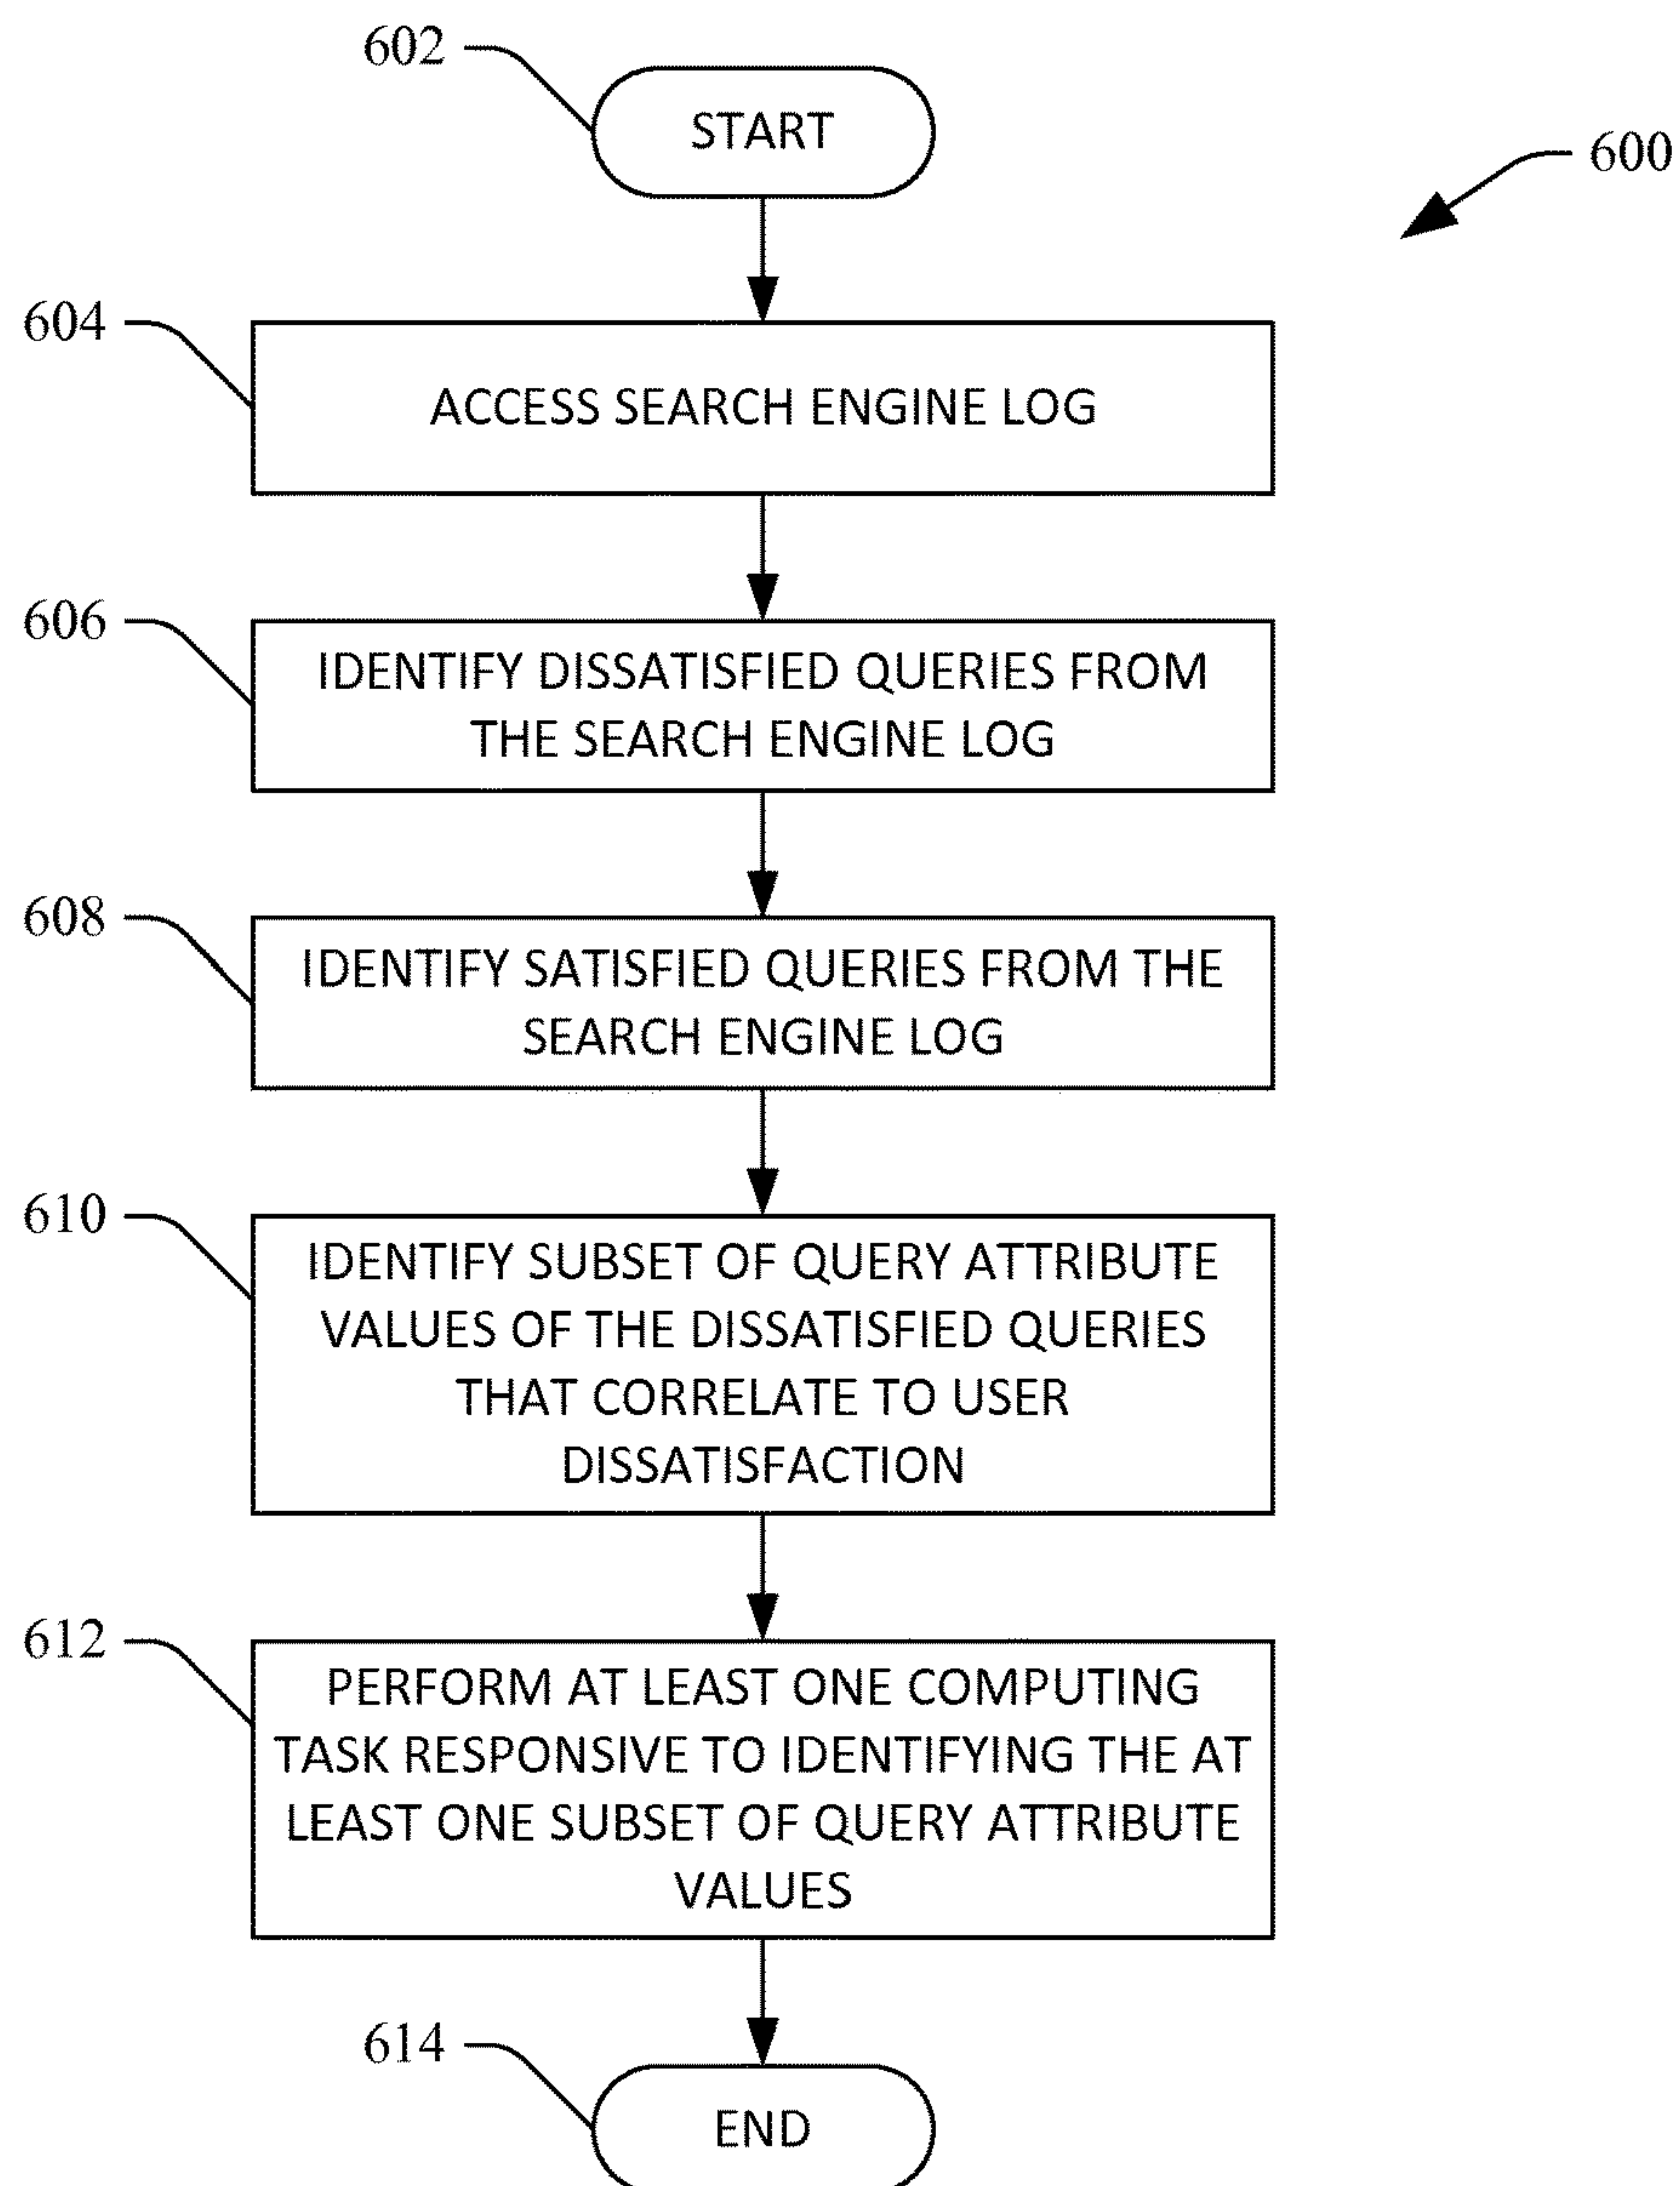 602
START
600
604
ACCESS SEARCH ENGINE LOG
606
IDENTIFY DISSATISFIED QUERIES FROM
THE SEARCH ENGINE LOG
608
IDENTIFY SATISFIED QUERIES FROM THE
SEARCH ENGINE LOG
610
IDENTIFY SUBSET OF QUERY ATTRIBUTE
VALUES OF THE DISSATISFIED QUERIES
THAT CORRELATE TO USER
DISSATISFACTION
612
PERFORM AT LEAST ONE COMPUTING
TASK RESPONSIVE TO IDENTIFYING THE AT
LEAST ONE SUBSET OF QUERY ATTRIBUTE
VALUES
614
END